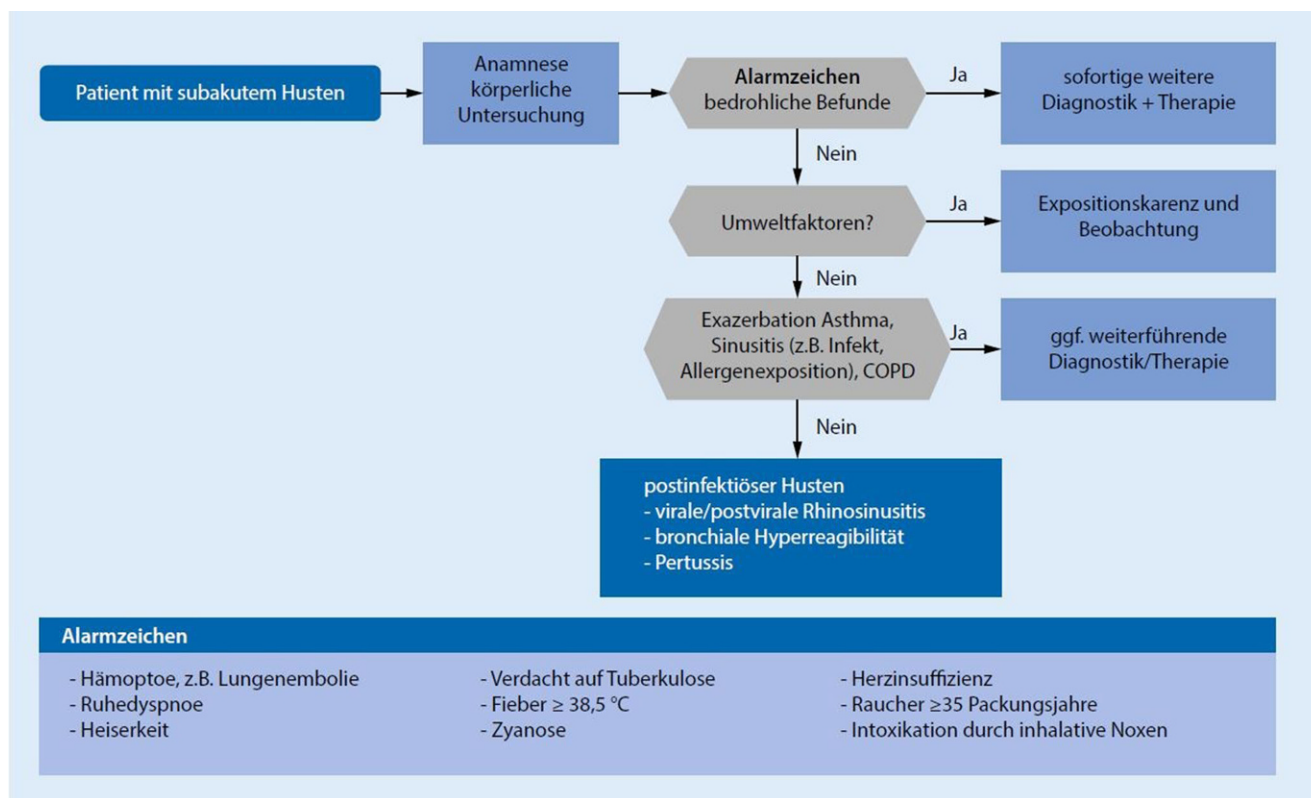 Patient mit subakutem Husten
Anamnese
körperliche
Untersuchung
Alarmzeichen
bedrohliche Befunde
Ja
sofortige weitere
Diagnostik + Therapie
Nein
Umweltfaktoren?
Ja
Expositionskarenz und
Beobachtung
Nein
Exazerbation Asthma,
Sinusitis (z.B. Infekt,
Allergenexposition), COPD
Ja
ggf. weiterführende
Diagnostik/Therapie
Nein
postinfektiöser Husten
- virale/postvirale Rhinosinusitis
- bronchiale Hyperreagibilität
- Pertussis
Alarmzeichen
- Hämoptoe, z.B. Lungenembolie
- Ruhedyspnoe
- Heiserkeit
- Verdacht auf Tuberkulose
- Fieber ≥ 38,5 °C
- Zyanose
- Herzinsuffizienz
- Raucher ≥35 Packungsjahre
- Intoxikation durch inhalative Noxen